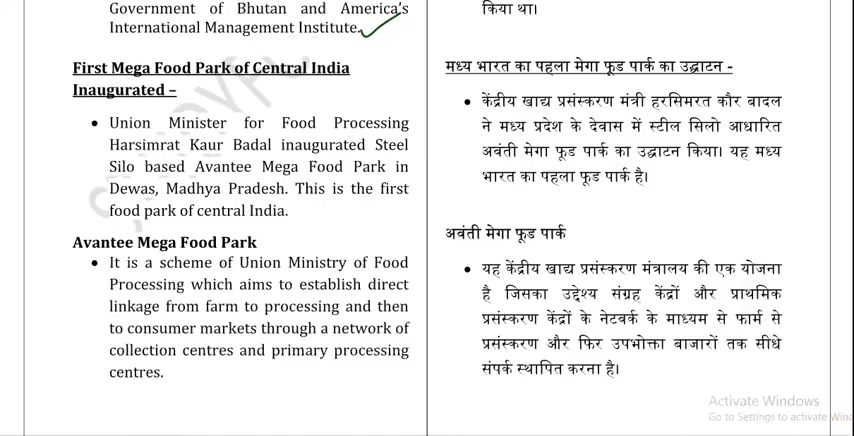 Government of Bhutan and America's
International Management Institute.
First Mega Food Park of Central India
Inaugurated –
• Union Minister for Food Processing
Harsimrat Kaur Badal inaugurated Steel
Silo based Avantee Mega Food Park in
Dewas, Madhya Pradesh. This is the first
food park of central India.
Avantee Mega Food Park
• It is a scheme of Union Ministry of Food
Processing which aims to establish direct
linkage from farm to processing and then
to consumer markets through a network of
collection centres and primary processing
centres.
किया था।
मध्य भारत का पहला मेगा फूड पार्क का उद्घाटन -
• केंद्रीय खाद्य प्रसंस्करण मंत्री हरसिमरत कौर बादल
ने मध्य प्रदेश के देवास में स्टील सिलो आधारित
अवंती मेगा फूड पार्क का उद्घाटन किया। यह मध्य
भारत का पहला फूड पार्क है।
अवंती मेगा फूड पार्क
• यह केंद्रीय खाद्य प्रसंस्करण मंत्रालय की एक योजना
है जिसका उद्देश्य संग्रह केंद्रों और प्राथमिक
प्रसंस्करण केंद्रों के नेटवर्क के माध्यम से फार्म से
प्रसंस्करण और फिर उपभोक्ता बाजारों तक सीधे
संपर्क स्थापित करना है।
Activate Windows
Go to Settings to activate